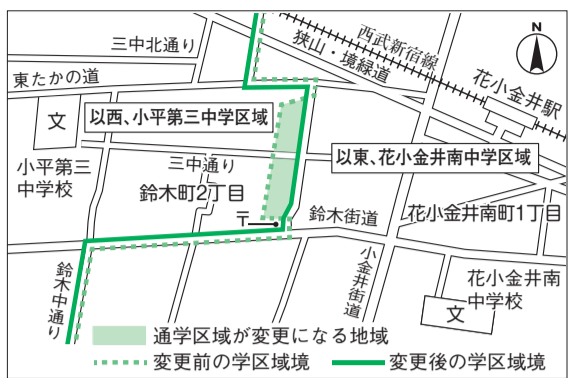 N
三中北通り
西武新宿線
狭山・境緑道
花小金井駅
東たかの道
文
以西、小平第三中学区域
小平第三
中学校
三中通り
以東、花小金井南中学区域
鈴木町2丁目
〒
鈴木街道
花小金井南町1丁目
鈴木中通り
小金井街道
花小金井南
中学校
文
通学区域が変更になる地域
変更前の学区域境
変更後の学区域境